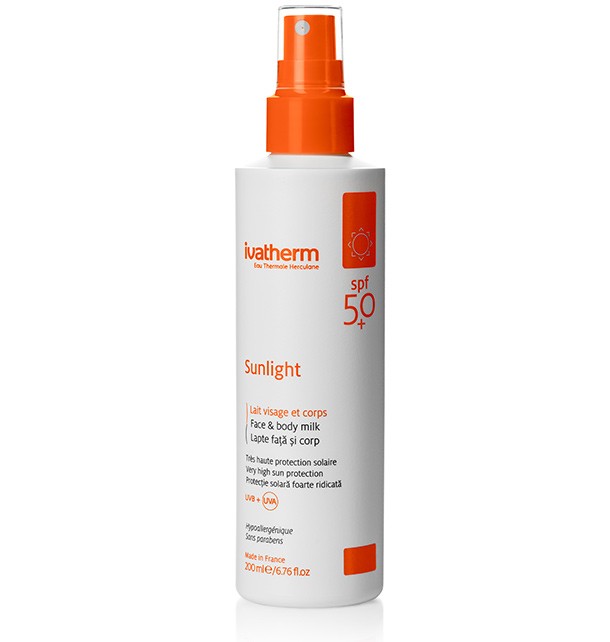 ivatherm
Eau Thermale Herculane
spf
50+
Sunlight
Lait visage et corps
Face & body milk
Lapte față și corp
Très haute protection solaire
Very high sun protection
Protecție solară foarte ridicată
UVB + UVA
Hypoallergénique
Sans parabens
Made in France
200 mle/6.76 fl.oz